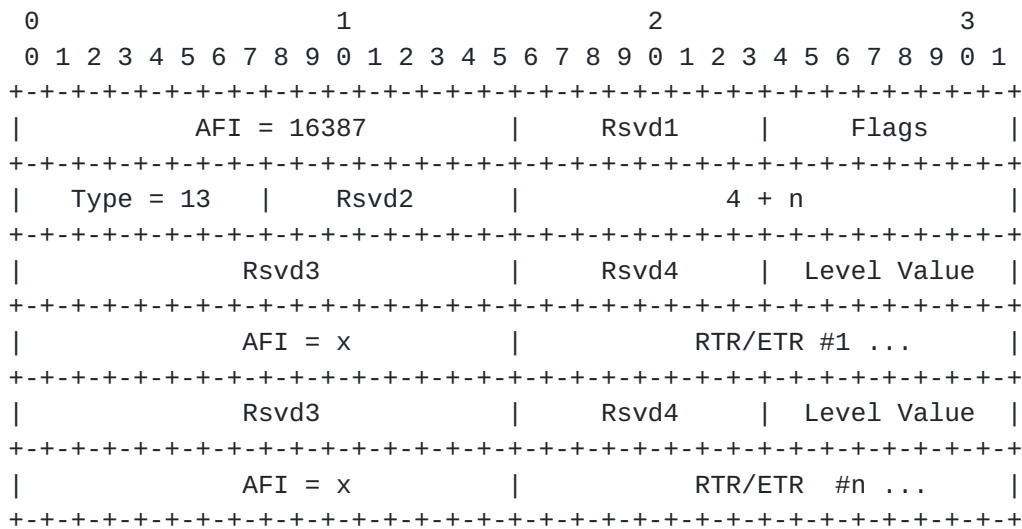 0                   1                   2                   3
 0 1 2 3 4 5 6 7 8 9 0 1 2 3 4 5 6 7 8 9 0 1 2 3 4 5 6 7 8 9 0 1
+-+-+-+-+-+-+-+-+-+-+-+-+-+-+-+-+-+-+-+-+-+-+-+-+-+-+-+-+-+-+-+-+
|           AFI = 16387         |     Rsvd1     |     Flags     |
+-+-+-+-+-+-+-+-+-+-+-+-+-+-+-+-+-+-+-+-+-+-+-+-+-+-+-+-+-+-+-+-+
|   Type = 13   |    Rsvd2      |             4 + n             |
+-+-+-+-+-+-+-+-+-+-+-+-+-+-+-+-+-+-+-+-+-+-+-+-+-+-+-+-+-+-+-+-+
|              Rsvd3            |     Rsvd4     |  Level Value  |
+-+-+-+-+-+-+-+-+-+-+-+-+-+-+-+-+-+-+-+-+-+-+-+-+-+-+-+-+-+-+-+-+
|              AFI = x          |           RTR/ETR #1 ...      |
+-+-+-+-+-+-+-+-+-+-+-+-+-+-+-+-+-+-+-+-+-+-+-+-+-+-+-+-+-+-+-+-+
|              Rsvd3            |     Rsvd4     |  Level Value  |
+-+-+-+-+-+-+-+-+-+-+-+-+-+-+-+-+-+-+-+-+-+-+-+-+-+-+-+-+-+-+-+-+
|              AFI = x          |           RTR/ETR  #n ...     |
+-+-+-+-+-+-+-+-+-+-+-+-+-+-+-+-+-+-+-+-+-+-+-+-+-+-+-+-+-+-+-+-+